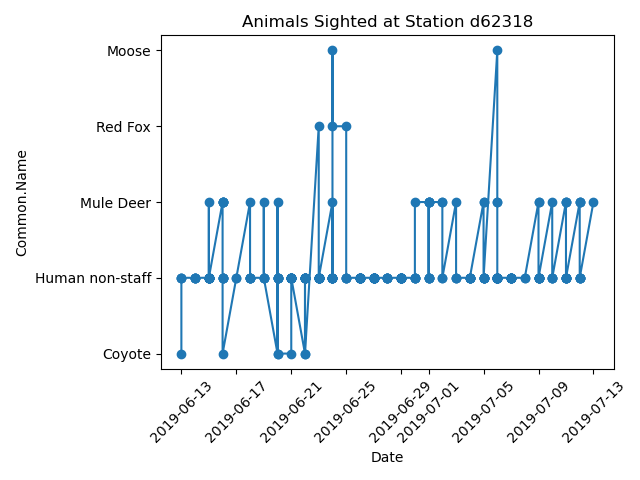 Animals Sighted at Station d62318
Moose
Red Fox
Mule Deer
Human non-staff
Coyote
Common.Name
2019-06-13
2019-06-17
2019-06-21
2019-06-25
2019-06-29
2019-07-01
2019-07-05
2019-07-09
2019-07-13
Date